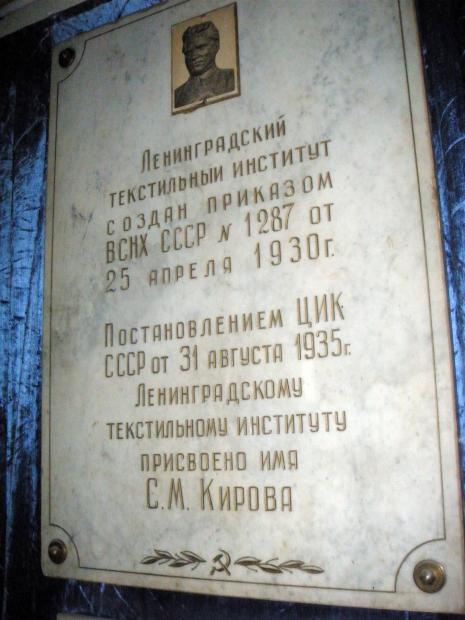 Ленинградский
текстильный институт
создан приказом
ВСНХ СССР № 1287 от
25 апреля 1930г.
Постановлением ЦИК
СССР от 31 августа 1935г.
Ленинградскому
текстильному институту
присвоено имя
С.М. Кирова